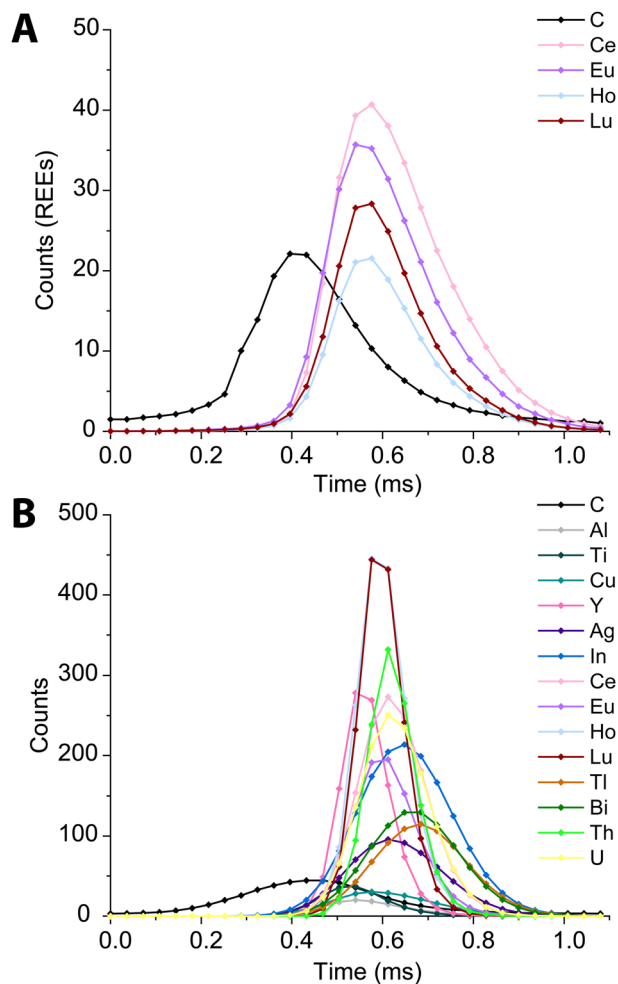 A
50
40
30
20
10
0
Counts (REEs)
0.0 0.2 0.4 0.6 0.8 1.0
Time (ms)
C
Ce
Eu
Ho
Lu
B
500
400
300
200
100
0
Counts
0.0 0.2 0.4 0.6 0.8 1.0
Time (ms)
C
Al
Ti
Cu
Y
Ag
In
Ce
Eu
Ho
Lu
Tl
Bi
Th
U